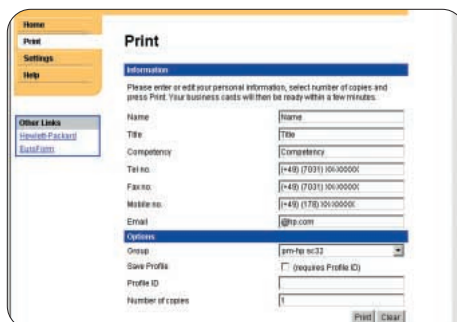 Home
Print
Settings
Help
Other Links
Hewlett-Packard
EuroForm
Print
Information
Please enter or edit your personal information, select number of copies and
press Print. Your business cards will then be ready within a few minutes.
Name Name
Title Title
Competency Competency
Tel no. (+49) (7031) XX-XXXXX
Fax no. (+49) (7031) XX-XXXXX
Mobile no. (+49) (178) XX-XXXXX
Email @hp.com
Options
Group pm-hp sc33
Save Profile (requires Profile ID)
Profile ID
Number of copies 1
Print Clear